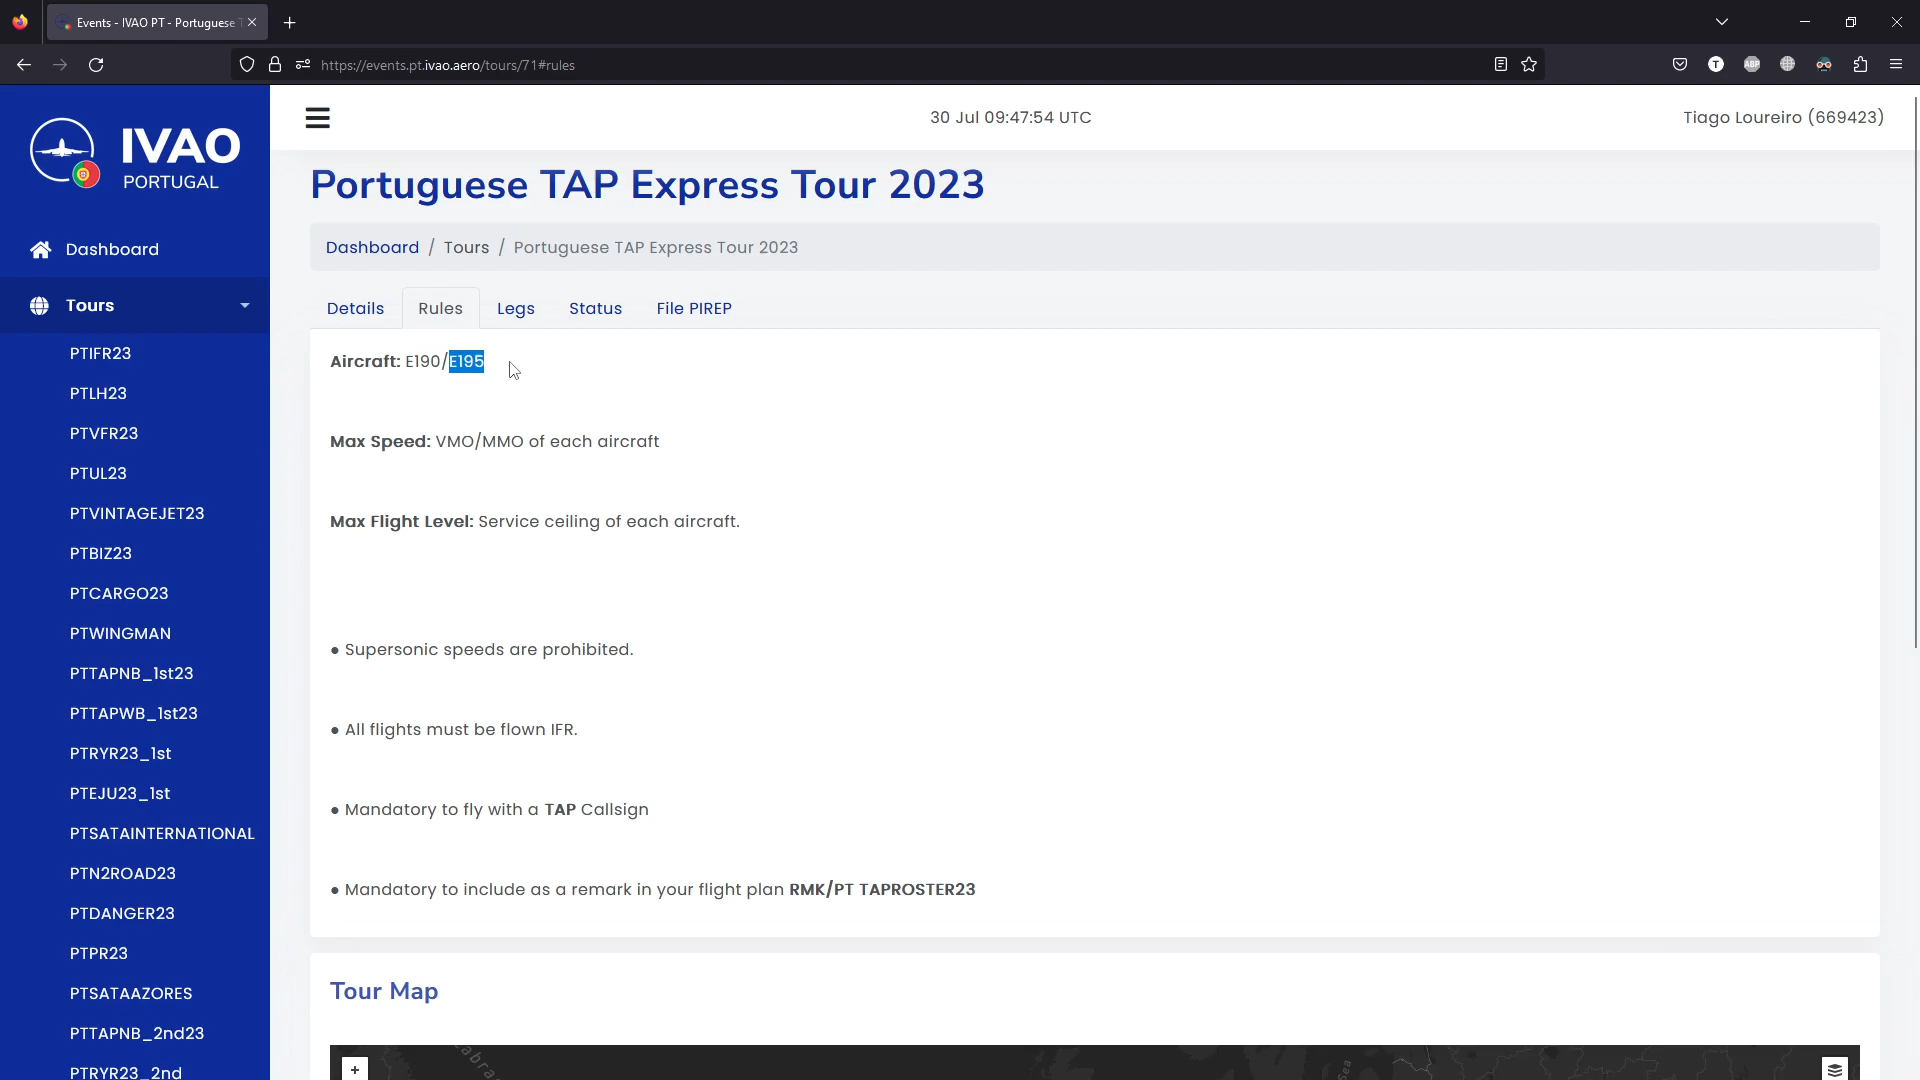 Events - IVAO PT - Portuguese
https://events.pt.ivao.aero/tours/71#rules
T
ABP
IVAO
PORTUGAL
30 Jul 09:47:54 UTC
Tiago Loureiro (669423)
Portuguese TAP Express Tour 2023
Dashboard
Dashboard / Tours / Portuguese TAP Express Tour 2023
Tours
Details
Rules
Legs
Status
File PIREP
PTIFR23
PTLH23
PTVFR23
PTUL23
PTVINTAGEJET23
PTBIZ23
PTCARGO23
PTWINGMAN
PTTAPNB_1st23
PTTAPWB_1st23
PTRYR23_1st
PTEJU23_1st
PTSATAINTERNATIONAL
PTN2ROAD23
PTDANGER23
PTPR23
PTSATAAZORES
PTTAPNB_2nd23
PTRYR23_2nd
Aircraft: E190/E195
Max Speed: VMO/MMO of each aircraft
Max Flight Level: Service ceiling of each aircraft.
● Supersonic speeds are prohibited.
● All flights must be flown IFR.
● Mandatory to fly with a TAP Callsign
● Mandatory to include as a remark in your flight plan RMK/PT TAPROSTER23
Tour Map
+
Sea